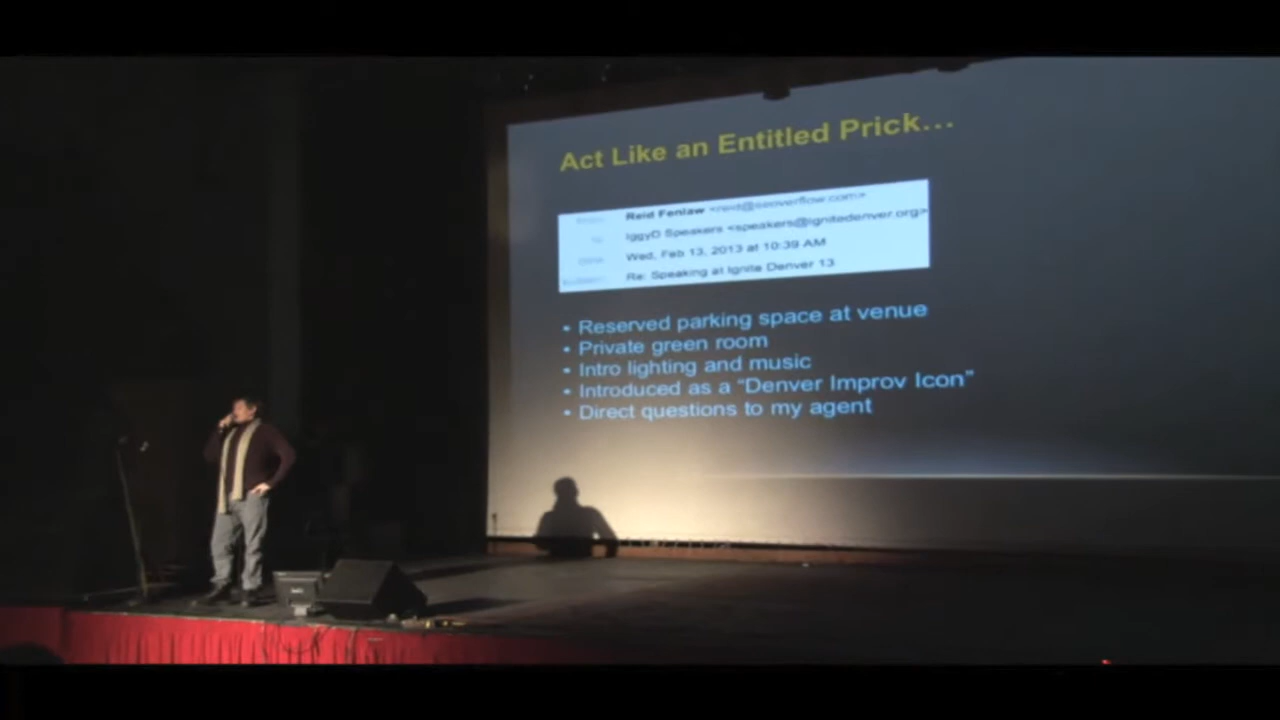 Act Like an Entitled Prick...
Reid Fenlaw
IggyD Speakers <speakers@ignitedenver.org>
Wed, Feb 13, 2013 at 10:39 AM
Re: Speaking at Ignite Denver 13
• Reserved parking space at venue
• Private green room
• Intro lighting and music
• Introduced as a “Denver Improv Icon”
• Direct questions to my agent